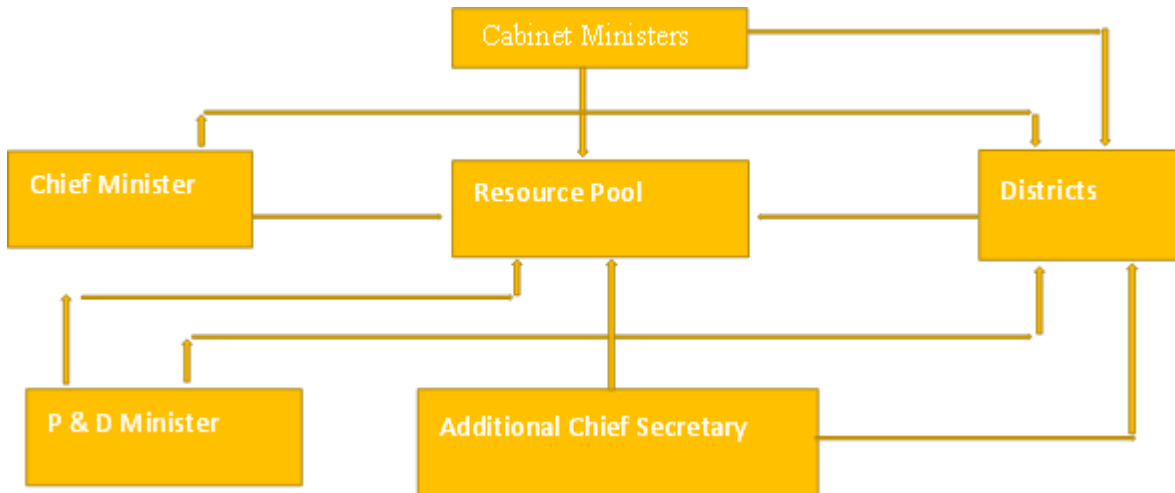 Cabinet Ministers
Chief Minister
Resource Pool
Districts
P & D Minister
Additional Chief Secretary